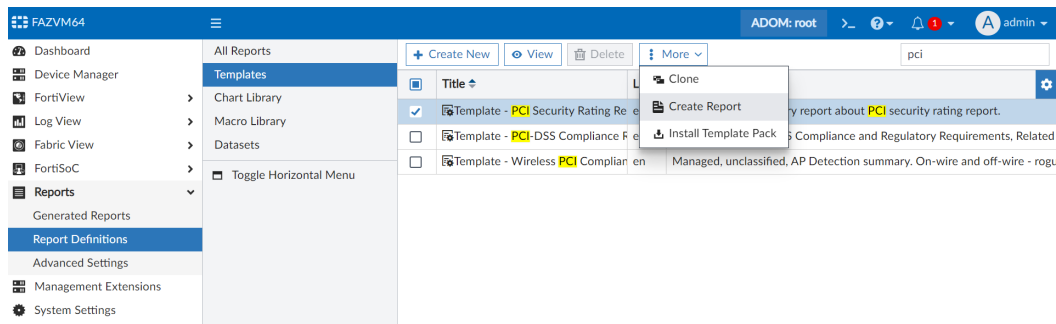 FAZVM64
ADOM: root
>_
?
1
A
admin
Dashboard
Device Manager
FortiView
Log View
Fabric View
FortiSoC
Reports
Generated Reports
Report Definitions
Advanced Settings
Management Extensions
System Settings
All Reports
Templates
Chart Library
Macro Library
Datasets
Toggle Horizontal Menu
+ Create New
View
Delete
More
pci
Clone
Create Report
Install Template Pack
Title L
Template - PCI Security Rating Re e ry report about PCI security rating report.
Template - PCI-DSS Compliance R e S Compliance and Regulatory Requirements, Related
Template - Wireless PCI Complian en Managed, unclassified, AP Detection summary. On-wire and off-wire - rogu